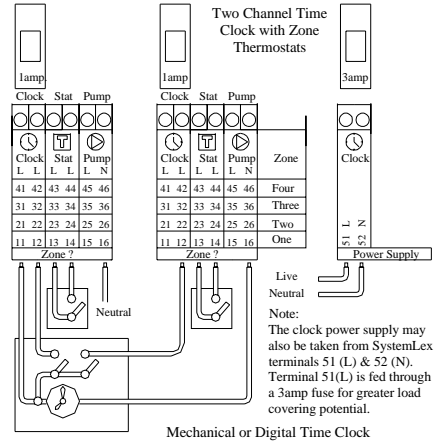 Two Channel Time
Clock with Zone
Thermostats
1amp
1amp
3amp
Clock Stat Pump
Clock Stat Pump
Clock Stat Pump
L L L L L N
41 42 43 44 45 46
31 32 33 34 35 36
21 22 23 24 25 26
11 12 13 14 15 16
Zone ?
Clock Stat Pump
L L L L L N
41 42 43 44 45 46
31 32 33 34 35 36
21 22 23 24 25 26
11 12 13 14 15 16
Zone ?
Zone
Four
Three
Two
One
Clock
51 L
52 N
Power Supply
Neutral
Live
Neutral
Note:
The clock power supply may
also be taken from SystemLex
terminals 51 (L) & 52 (N).
Terminal 51(L) is fed through
a 3amp fuse for greater load
covering potential.
Mechanical or Digital Time Clock